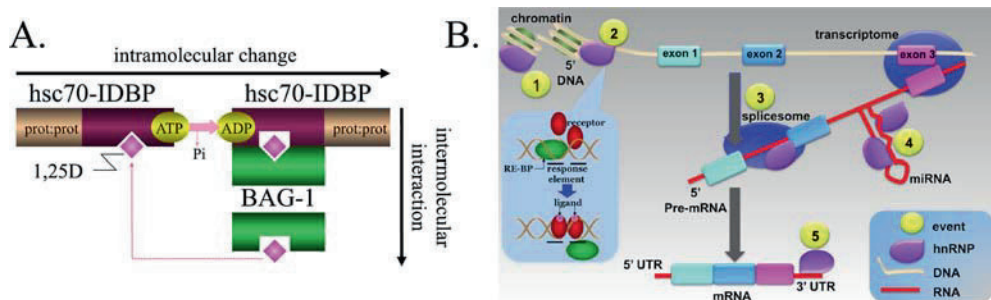 A.
intramolecular change
hsc70-IDBP
hsc70-IDBP
prot:prot
ATP
ADP
prot:prot
Pi
1,25D
BAG-1
intermolecular
interaction
B.
chromatin
2
5'
DNA
1
exon 1
exon 2
transcriptome
exon 3
3
splicesome
receptor
RE-BP
response
element
ligand
4
miRNA
5'
Pre-mRNA
5
5' UTR
3' UTR
mRNA
event
hnRNP
DNA
RNA